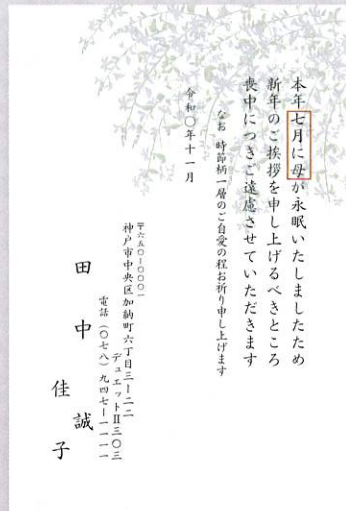 本年七月に母が永眠いたしましたため
新年のご挨拶を申し上げるべきところ
喪中につきご遠慮させていただきます
なお 時節柄一層のご自愛の程お祈り申し上げます
令和〇年十一月
〒六五〇-〇〇〇一
神戸市中央区加納町六丁目三ー二二
デュエットⅡ三〇三
電話(〇七八)九四七ー一一一一
田中 誠
佳子